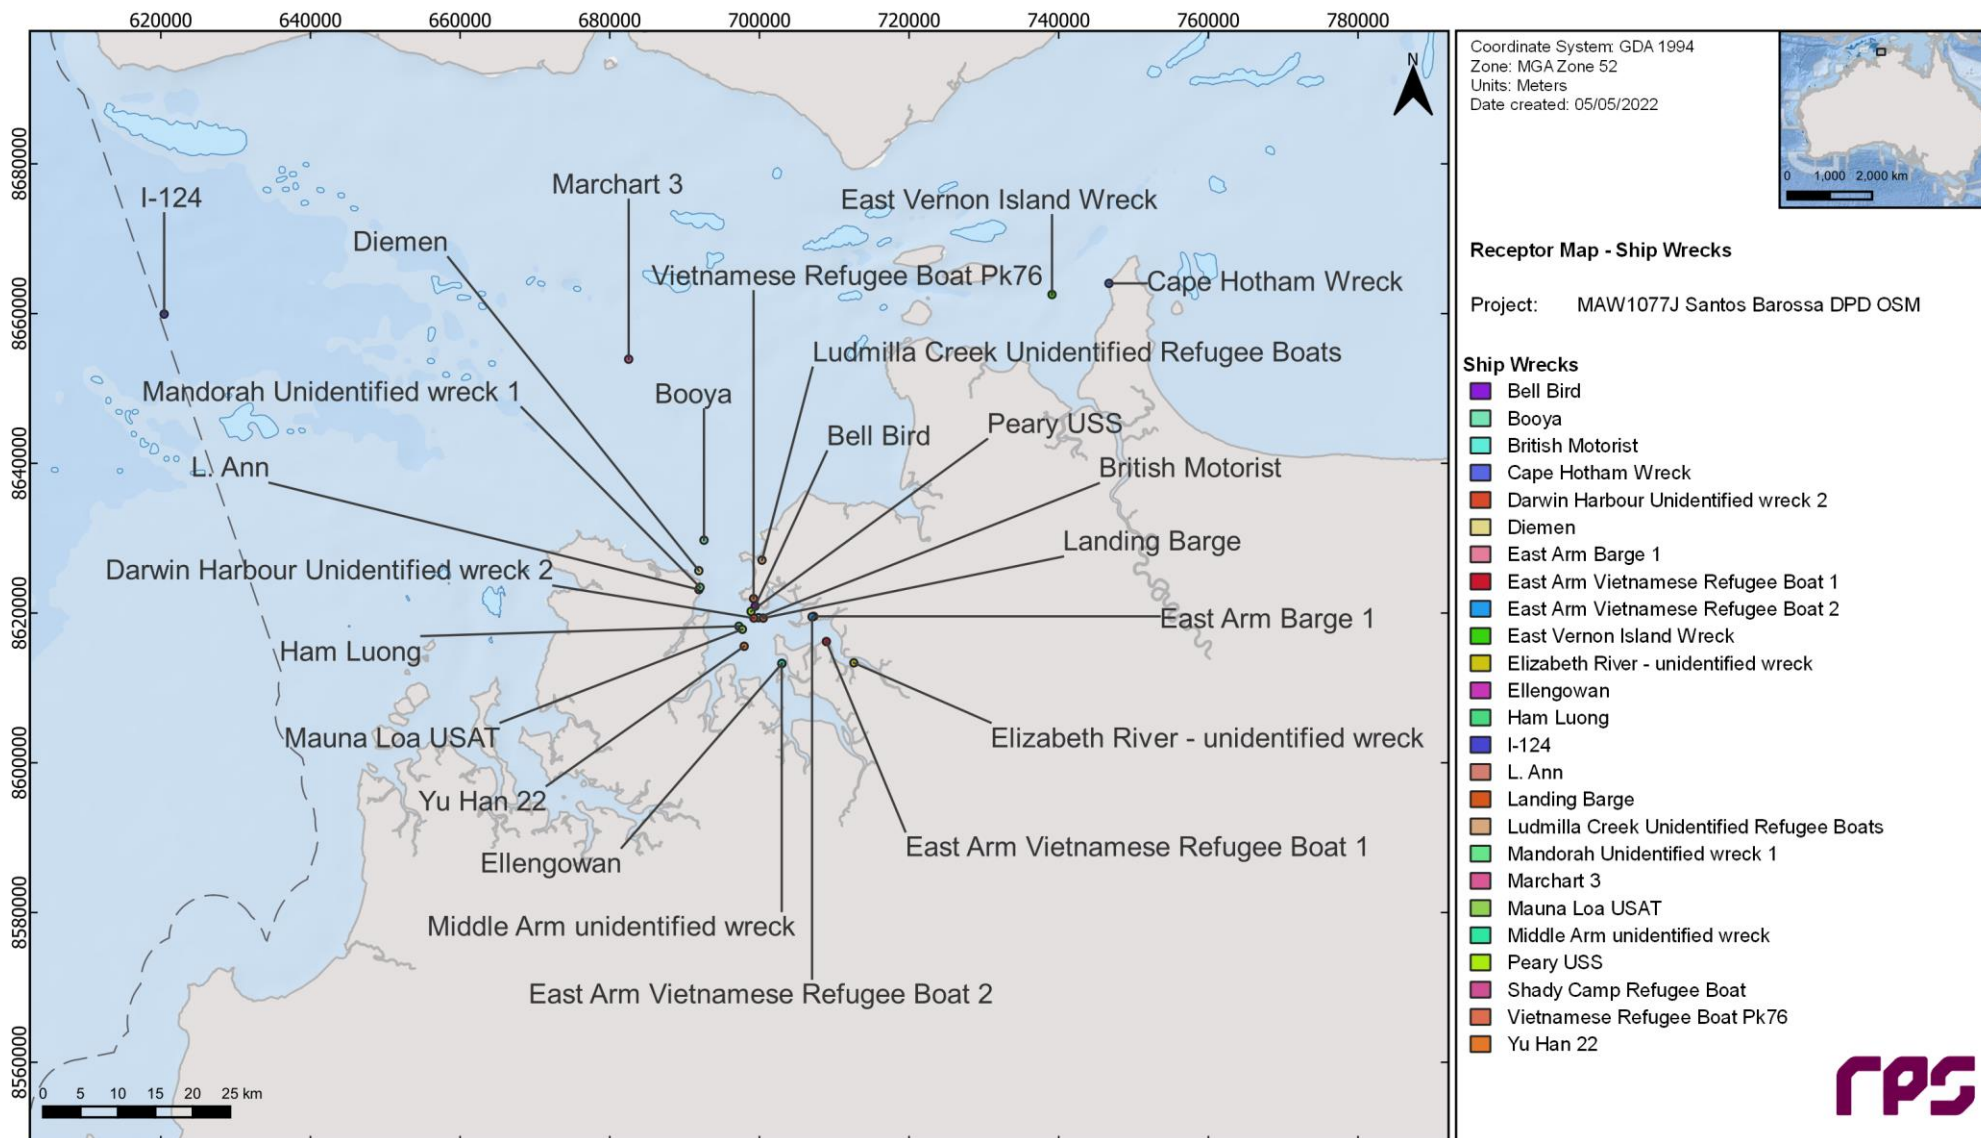 620000 640000 660000 680000 700000 720000 740000 760000 780000
8680000
8660000
8640000
8620000
8600000
8580000
8560000
N
I-124
Marchart 3
East Vernon Island Wreck
Diemen
Vietnamese Refugee Boat Pk76
Cape Hotham Wreck
Ludmilla Creek Unidentified Refugee Boats
Mandorah Unidentified wreck 1
Booya
Peary USS
Bell Bird
L. Ann
British Motorist
Landing Barge
Darwin Harbour Unidentified wreck 2
East Arm Barge 1
Ham Luong
Mauna Loa USAT
Elizabeth River - unidentified wreck
Yu Han 22
East Arm Vietnamese Refugee Boat 1
Ellengowan
Middle Arm unidentified wreck
East Arm Vietnamese Refugee Boat 2
0 5 10 15 20 25 km
Coordinate System: GDA 1994
Zone: MGA Zone 52
Units: Meters
Date created: 05/05/2022
0 1,000 2,000 km
Receptor Map - Ship Wrecks
Project: MAW1077J Santos Barossa DPD OSM
Ship Wrecks
Bell Bird
Booya
British Motorist
Cape Hotham Wreck
Darwin Harbour Unidentified wreck 2
Diemen
East Arm Barge 1
East Arm Vietnamese Refugee Boat 1
East Arm Vietnamese Refugee Boat 2
East Vernon Island Wreck
Elizabeth River - unidentified wreck
Ellengowan
Ham Luong
I-124
L. Ann
Landing Barge
Ludmilla Creek Unidentified Refugee Boats
Mandorah Unidentified wreck 1
Marchart 3
Mauna Loa USAT
Middle Arm unidentified wreck
Peary USS
Shady Camp Refugee Boat
Vietnamese Refugee Boat Pk76
Yu Han 22
rps